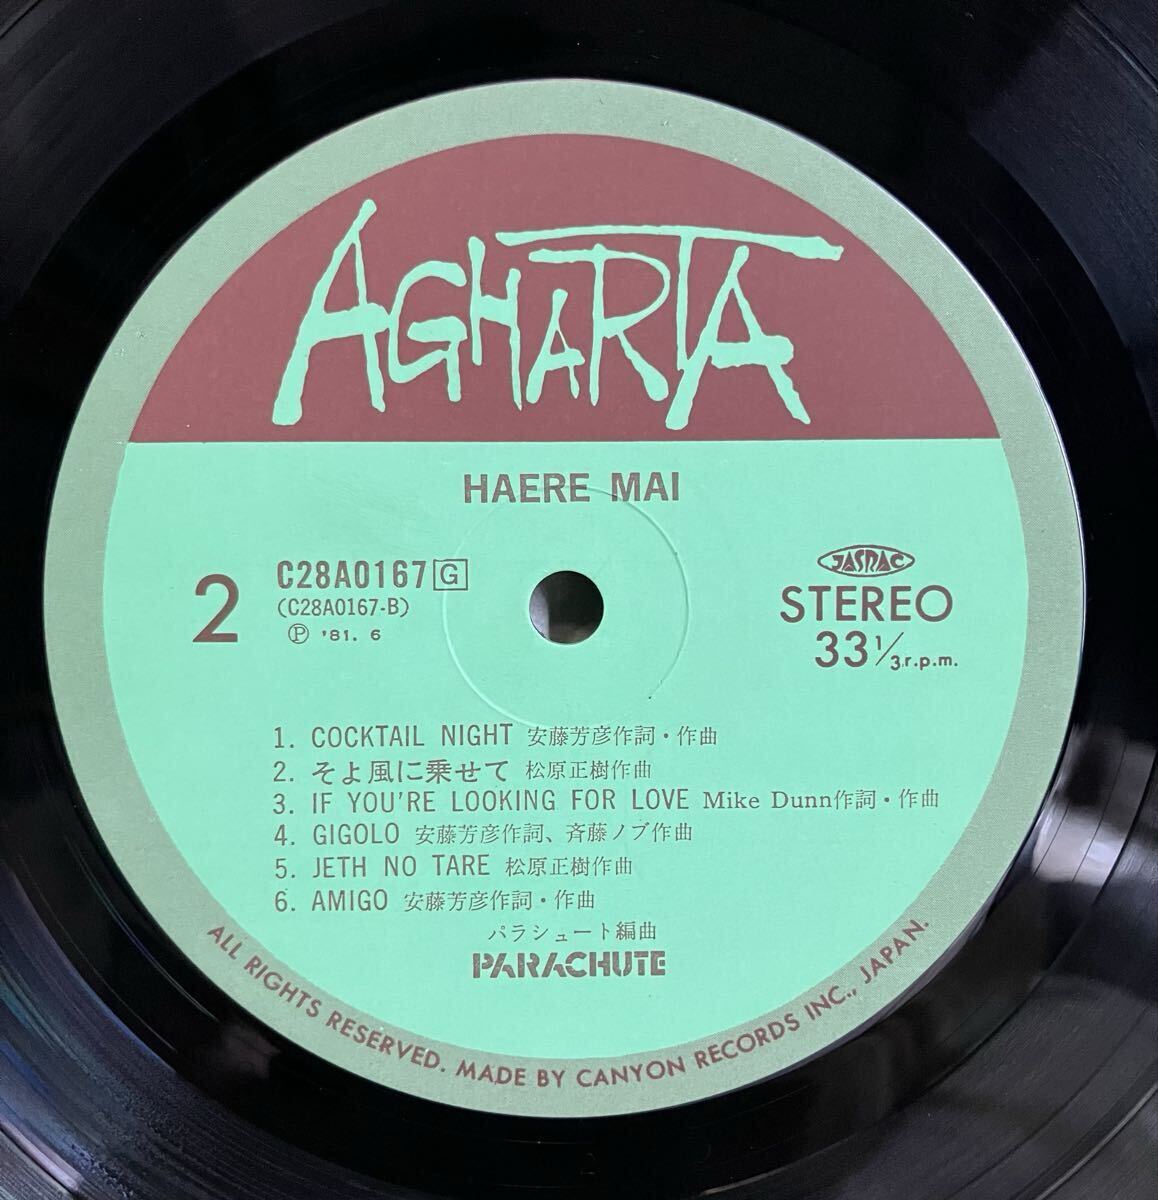 AGHARTA
HAERE MAI
2
C28A0167 G
(C28A0167-B)
Ⓟ '81. 6
JASRAC
STEREO
33 1/3 r.p.m.
1. COCKTAIL NIGHT 安藤芳彦作詞・作曲
2. そよ風に乗せて 松原正樹作曲
3. IF YOU'RE LOOKING FOR LOVE Mike Dunn作詞・作曲
4. GIGOLO 安藤芳彦作詞、斉藤ノブ作曲
5. JETH NO TARE 松原正樹作曲
6. AMIGO 安藤芳彦作詞・作曲
パラシュート編曲
PARACHUTE
ALL RIGHTS RESERVED. MADE BY CANYON RECORDS INC., JAPAN.